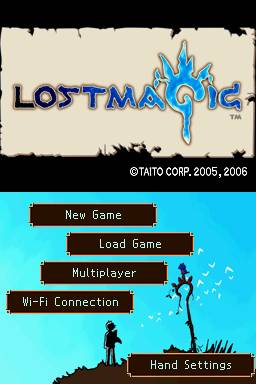 LOSTMAGIC
TM
©TAITO CORP. 2005, 2006
New Game
Load Game
Multiplayer
Wi-Fi Connection
Hand Settings